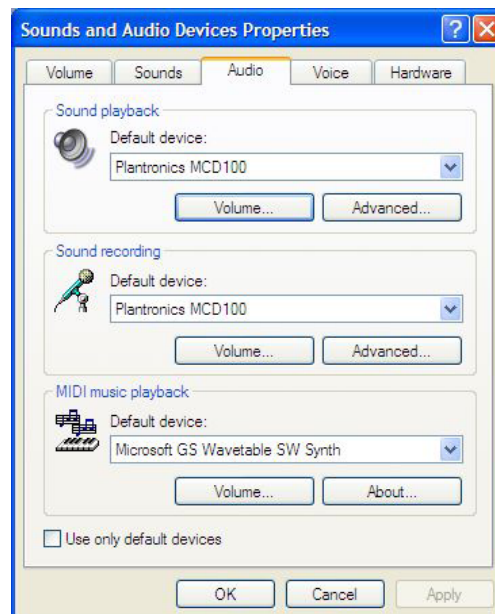 Sounds and Audio Devices Properties
Volume Sounds Audio Voice Hardware
Sound playback
Default device:
Plantronics MCD100
Volume... Advanced...
Sound recording
Default device:
Plantronics MCD100
Volume... Advanced...
MIDI music playback
Default device:
Microsoft GS Wavetable SW Synth
Volume... About...
Use only default devices
OK Cancel Apply